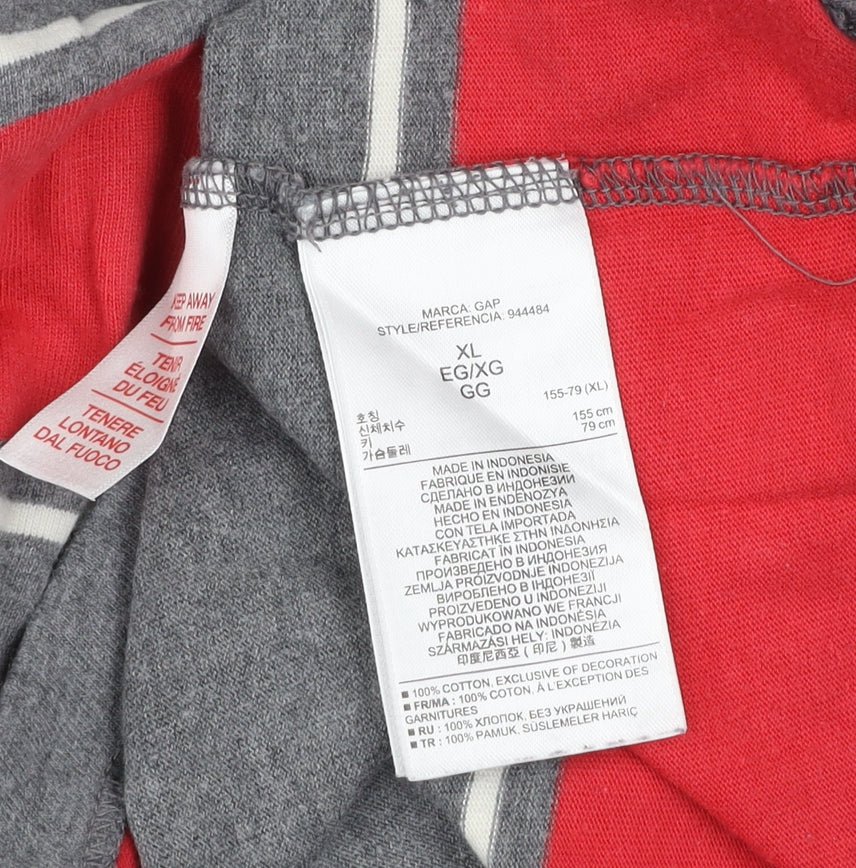 KEEP AWAY
FROM FIRE
TENIR
ÉLOIGNÉ
DU FEU
TENERE
LONTANO
DAL FUOCO
MARCA: GAP
STYLE/REFERENCIA: 944484
XL
EG/XG
GG
155-79 (XL)
호칭
신체치수
키 155 cm
가슴둘레 79 cm
MADE IN INDONESIA
FABRIQUE EN INDONISIE
СДЕЛАНО В ИНДОНЕЗИИ
MADE IN ENDENOZYA
HECHO EN INDONESIA
CON TELA IMPORTADA
ΚΑΤΑΣΚΕΥΑΣΤΗΚΕ ΣΤΗΝ ΙΝΔΟΝΗΣΙΑ
FABRICAT ÎN INDONESIA
ПРОИЗВЕДЕНО В ИНДОНЕЗИЯ
ZEMLJA PROIZVODNJE INDONEZIJA
ВИРОБЛЕНО В ІНДОНЕЗІЇ
PROIZVEDENO U INDONEZIJI
WYPRODUKOWANO WE FRANCJI
FABRICADO NA INDONÉSIA
SZÁRMAZÁSI HELY: INDONÉZIA
印度尼西亞 ( 印尼 ) 製造
■ 100% COTTON, EXCLUSIVE OF DECORATION
■ FR/MA : 100% COTON, À L'EXCEPTION DES
GARNITURES
■ RU : 100% ХЛОПОК, БЕЗ УКРАШЕНИЙ
■ TR : 100% PAMUK, SÜSLEMELER HARİÇ